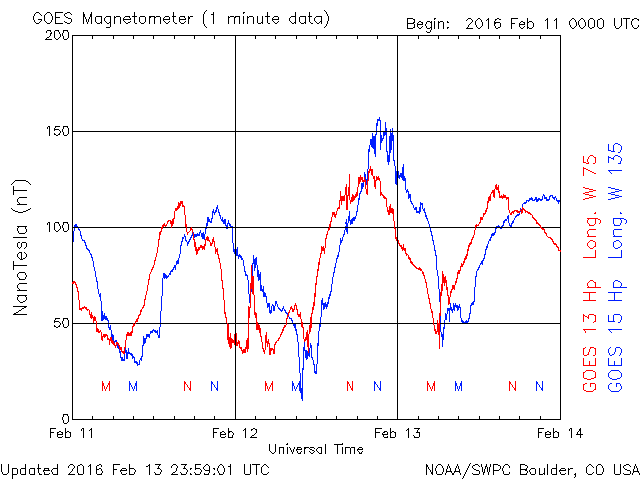 GOES Magnetometer (1 minute data) Begin: 2016 Feb 11 0000 UTC
200
150
100
50
0
NanoTesla (nT)
M M N N M M N N M M N N
Feb 11 Feb 12 Feb 13 Feb 14
Universal Time
GOES 13 Hp Long. W 75
GOES 15 Hp Long. W 135
Updated 2016 Feb 13 23:59:01 UTC NOAA/SWPC Boulder, CO USA